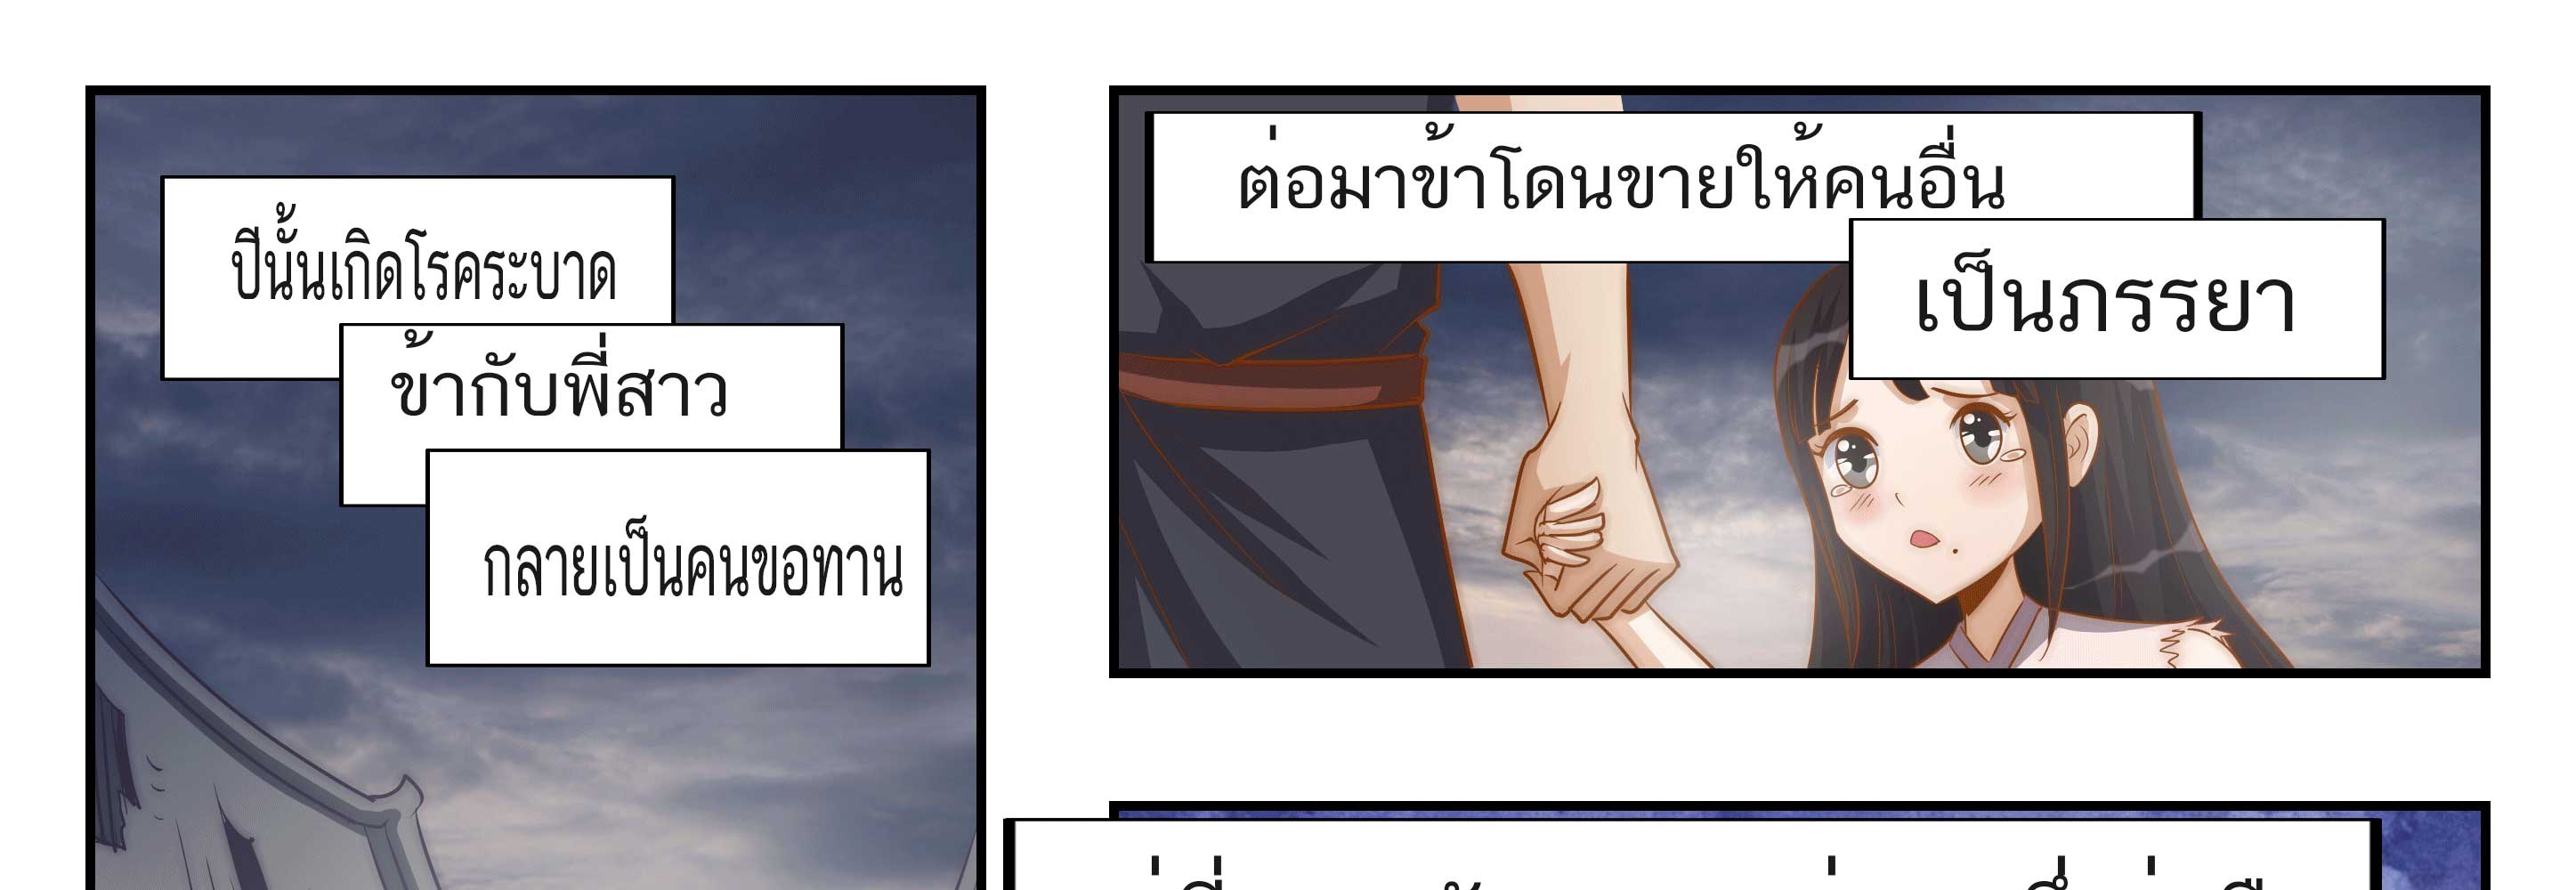 ปีนั้นเกิดโรคระบาด
ข้ากับพี่สาว
กลายเป็นคนขอทาน
ต่อมาข้าโดนขายให้คนอื่น
เป็นภรรยา